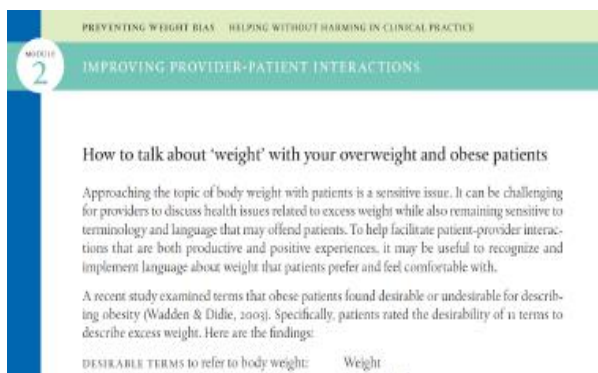 PREVENTING WEIGHT BIAS HELPING WITHOUT HARMING IN CLINICAL PRACTICE
MODULE
2
IMPROVING PROVIDER-PATIENT INTERACTIONS
How to talk about ‘weight’ with your overweight and obese patients
Approaching the topic of body weight with patients is a sensitive issue. It can be challenging
for providers to discuss health issues related to excess weight while also remaining sensitive to
terminology and language that may offend patients. To help facilitate patient-provider interac-
tions that are both productive and positive experiences, it may be useful to recognize and
implement language about weight that patients prefer and feel comfortable with.
A recent study examined terms that obese patients found desirable or undesirable for describ-
ing obesity (Wadden & Didie, 2003). Specifically, patients rated the desirability of 11 terms to
describe excess weight. Here are the findings:
DESIRABLE TERMS to refer to body weight: Weight